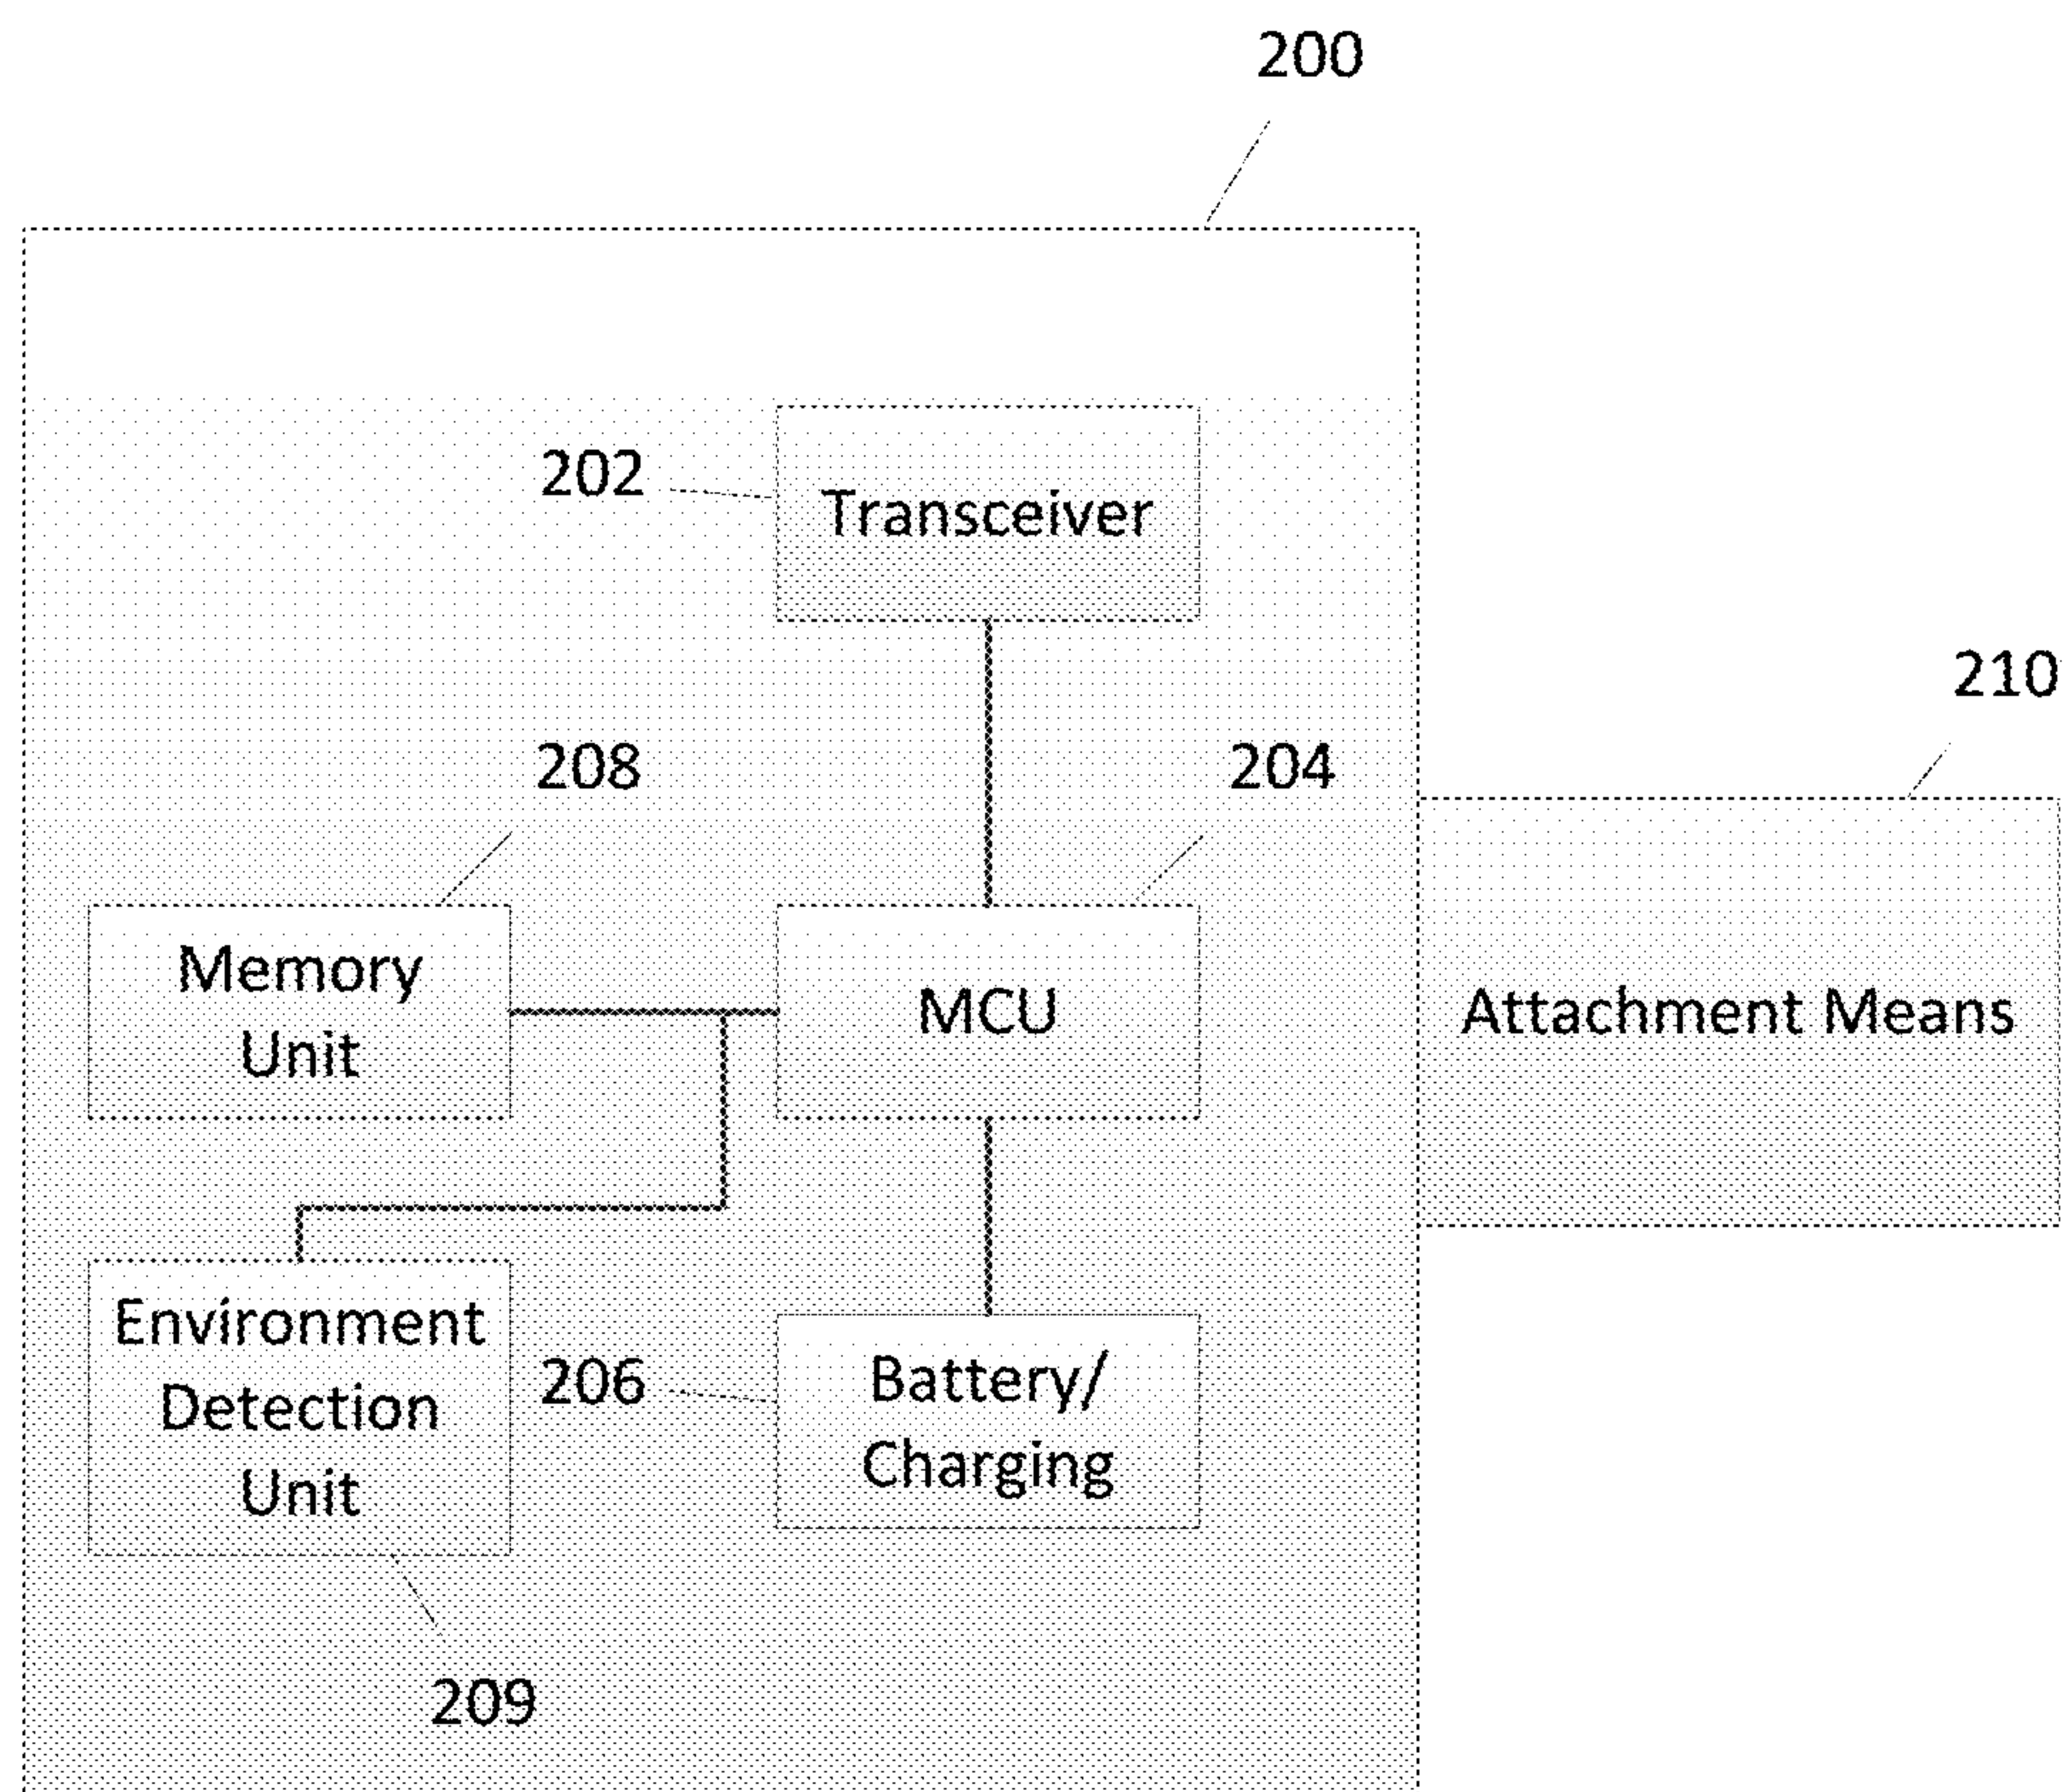 200
202
Transceiver
210
208
204
Memory
Unit
MCU
Attachment Means
Environment
Detection
Unit
206
Battery/
Charging
209